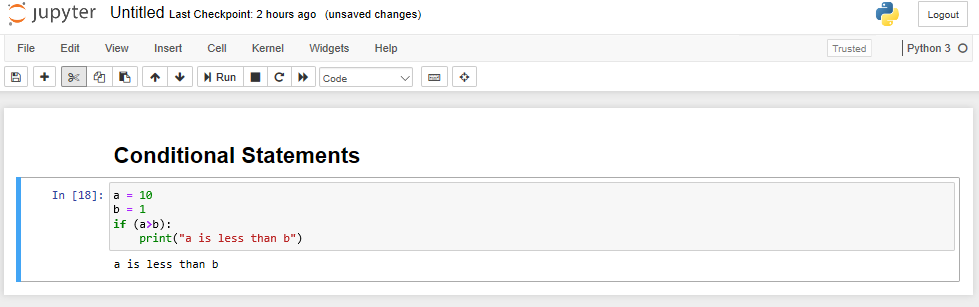 jupyter Untitled Last Checkpoint: 2 hours ago (unsaved changes) Logout
File Edit View Insert Cell Kernel Widgets Help Trusted Python 3
Run Code
Conditional Statements
In [18]: a = 10
b = 1
if (a>b):
    print("a is less than b")
a is less than b